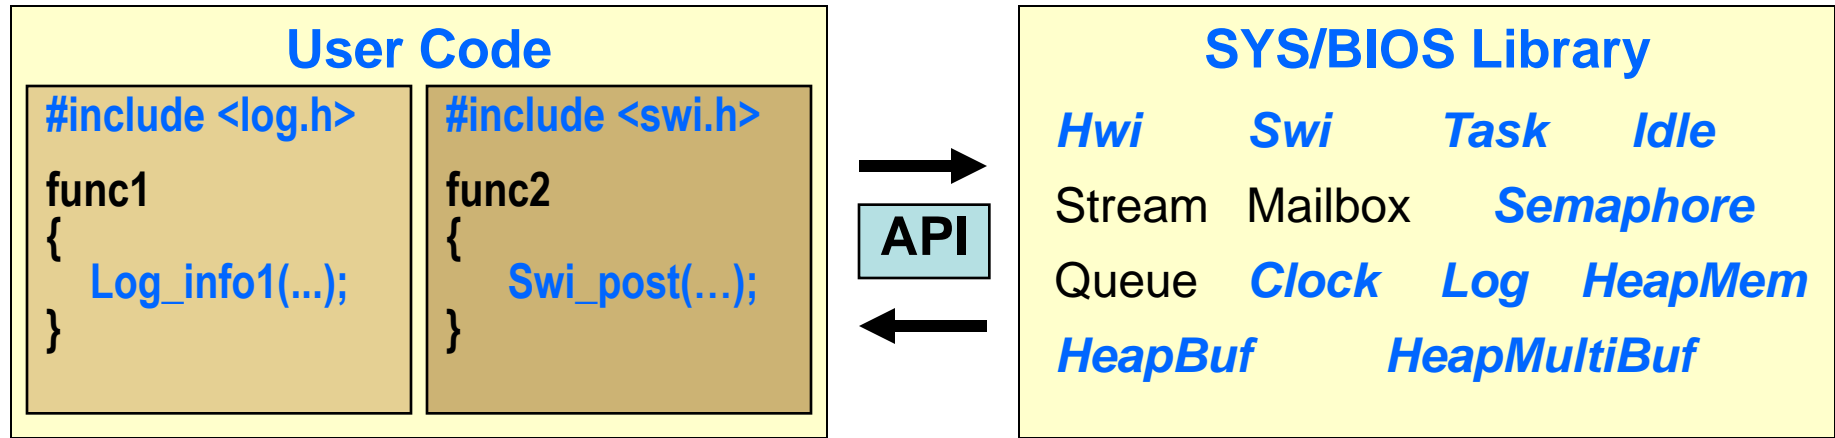 User Code
#include <log.h>
func1
{
Log_info1(...);
}
#include <swi.h>
func2
{
Swi_post(…);
}
API
SYS/BIOS Library
Hwi Swi Task Idle
Stream Mailbox Semaphore
Queue Clock Log HeapMem
HeapBuf HeapMultiBuf